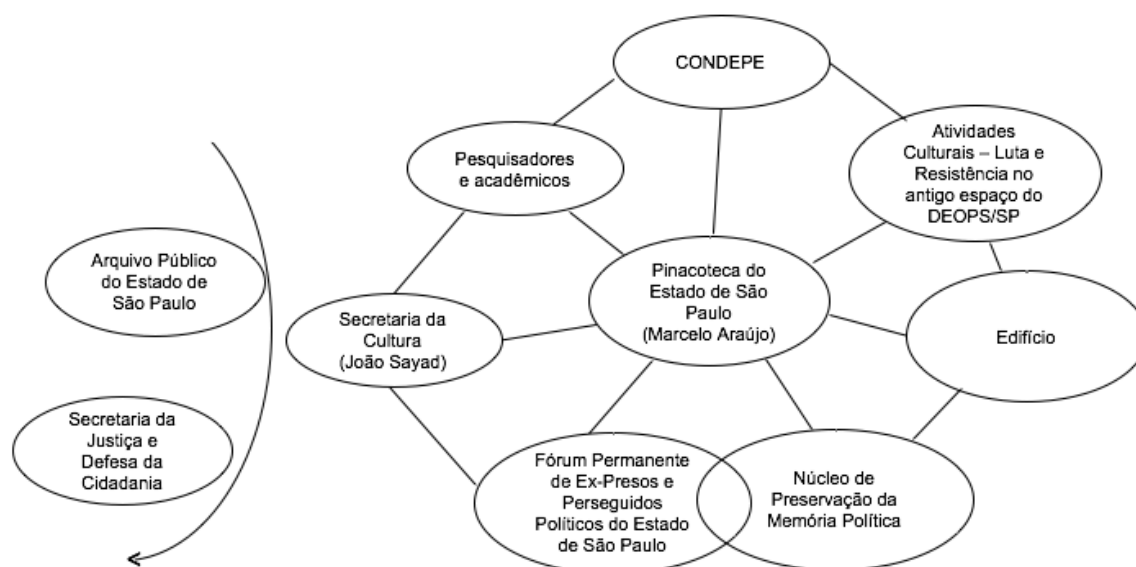 CONDEPE
Pesquisadores
e acadêmicos
Atividades
Culturais – Luta e
Resistência no
antigo espaço do
DEOPS/SP
Arquivo Público
do Estado de
São Paulo
Pinacoteca do
Estado de São
Paulo
(Marcelo Araújo)
Secretaria da
Cultura
(João Sayad)
Edifício
Secretaria da
Justiça e
Defesa da
Cidadania
Fórum Permanente
de Ex-Presos e
Perseguidos
Políticos do Estado
de São Paulo
Núcleo de
Preservação da
Memória Política